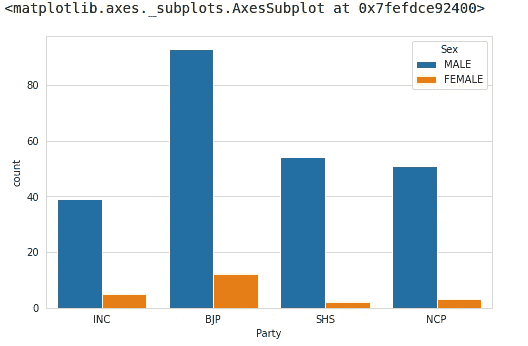 <matplotlib.axes._subplots.AxesSubplot at 0x7fefdce92400>
Sex
MALE
FEMALE
80
60
40
20
0
count
INC
BJP
SHS
NCP
Party